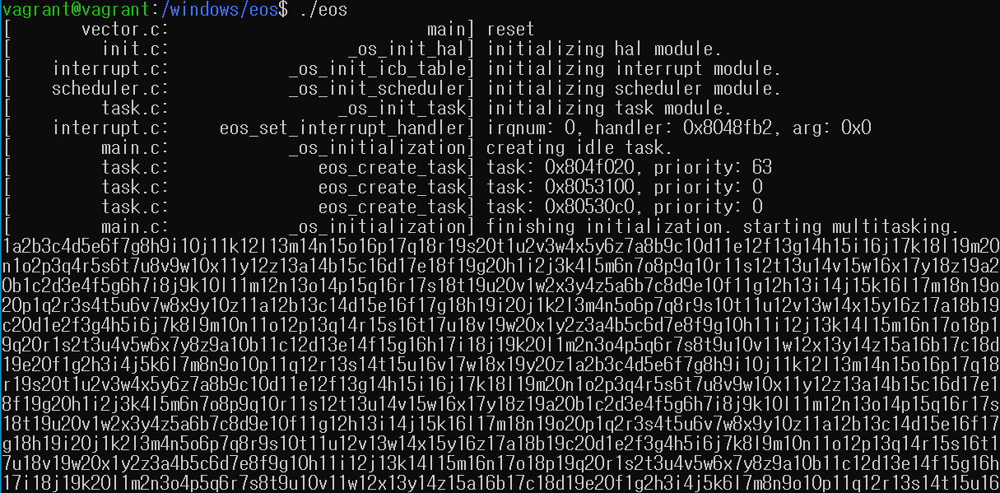 vagrant@vagrant:/windows/eos$ ./eos
[ vector.c: main] reset
[ init.c: _os_init_hal] initializing hal module.
[ interrupt.c: _os_init_icb_table] initializing interrupt module.
[ scheduler.c: _os_init_scheduler] initializing scheduler module.
[ task.c: _os_init_task] initializing task module.
[ interrupt.c: eos_set_interrupt_handler] irqnum: 0, handler: 0x8048fb2, arg: 0x0
[ main.c: _os_initialization] creating idle task.
[ task.c: eos_create_task] task: 0x804f020, priority: 63
[ task.c: eos_create_task] task: 0x8053100, priority: 0
[ task.c: eos_create_task] task: 0x80530c0, priority: 0
[ main.c: _os_initialization] finishing initialization. starting multitasking.
1a2b3c4d5e6f7g8h9i10j11k12l13m14n15o16p17q18r19s20t1u2v3w4x5y6z7a8b9c10d11e12f13g14h15i16j17k18l19m20
n1o2p3q4r5s6t7u8v9w10x11y12z13a14b15c16d17e18f19g20h1i2j3k4l5m6n7o8p9q10r11s12t13u14v15w16x17y18z19a2
0b1c2d3e4f5g6h7i8j9k10l11m12n13o14p15q16r17s18t19u20v1w2x3y4z5a6b7c8d9e10f11g12h13i14j15k16l17m18n19o
20p1q2r3s4t5u6v7w8x9y10z11a12b13c14d15e16f17g18h19i20j1k2l3m4n5o6p7q8r9s10t11u12v13w14x15y16z17a18b19
c20d1e2f3g4h5i6j7k8l9m10n11o12p13q14r15s16t17u18v19w20x1y2z3a4b5c6d7e8f9g10h11i12j13k14l15m16n17o18p1
9q20r1s2t3u4v5w6x7y8z9a10b11c12d13e14f15g16h17i18j19k20l1m2n3o4p5q6r7s8t9u10v11w12x13y14z15a16b17c18d
19e20f1g2h3i4j5k6l7m8n9o10p11q12r13s14t15u16v17w18x19y20z1a2b3c4d5e6f7g8h9i10j11k12l13m14n15o16p17q18
r19s20t1u2v3w4x5y6z7a8b9c10d11e12f13g14h15i16j17k18l19m20n1o2p3q4r5s6t7u8v9w10x11y12z13a14b15c16d17e1
8f19g20h1i2j3k4l5m6n7o8p9q10r11s12t13u14v15w16x17y18z19a20b1c2d3e4f5g6h7i8j9k10l11m12n13o14p15q16r17s
18t19u20v1w2x3y4z5a6b7c8d9e10f11g12h13i14j15k16l17m18n19o20p1q2r3s4t5u6v7w8x9y10z11a12b13c14d15e16f17
g18h19i20j1k2l3m4n5o6p7q8r9s10t11u12v13w14x15y16z17a18b19c20d1e2f3g4h5i6j7k8l9m10n11o12p13q14r15s16t1
7u18v19w20x1y2z3a4b5c6d7e8f9g10h11i12j13k14l15m16n17o18p19q20r1s2t3u4v5w6x7y8z9a10b11c12d13e14f15g16h
17i18j19k20l1m2n3o4p5q6r7s8t9u10v11w12x13y14z15a16b17c18d19e20f1g2h3i4j5k6l7m8n9o10p11q12r13s14t15u16